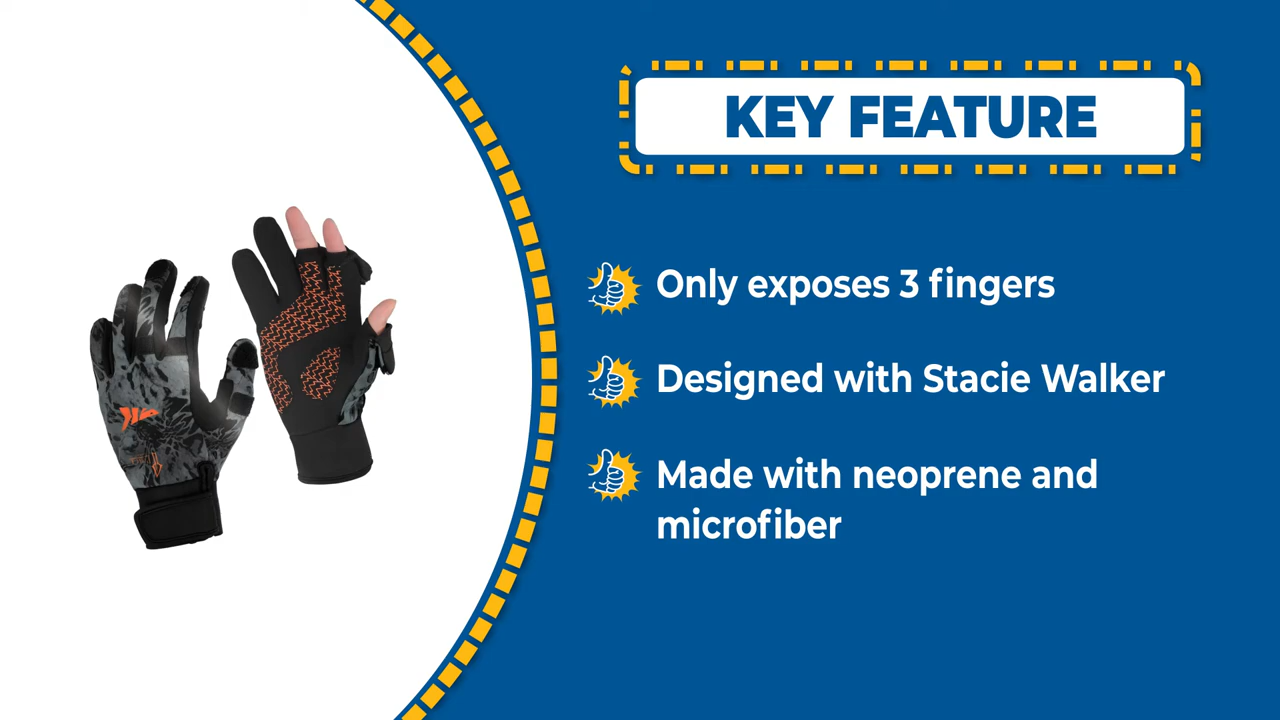 KEY FEATURE
Only exposes 3 fingers
Designed with Stacie Walker
Made with neoprene and
microfiber